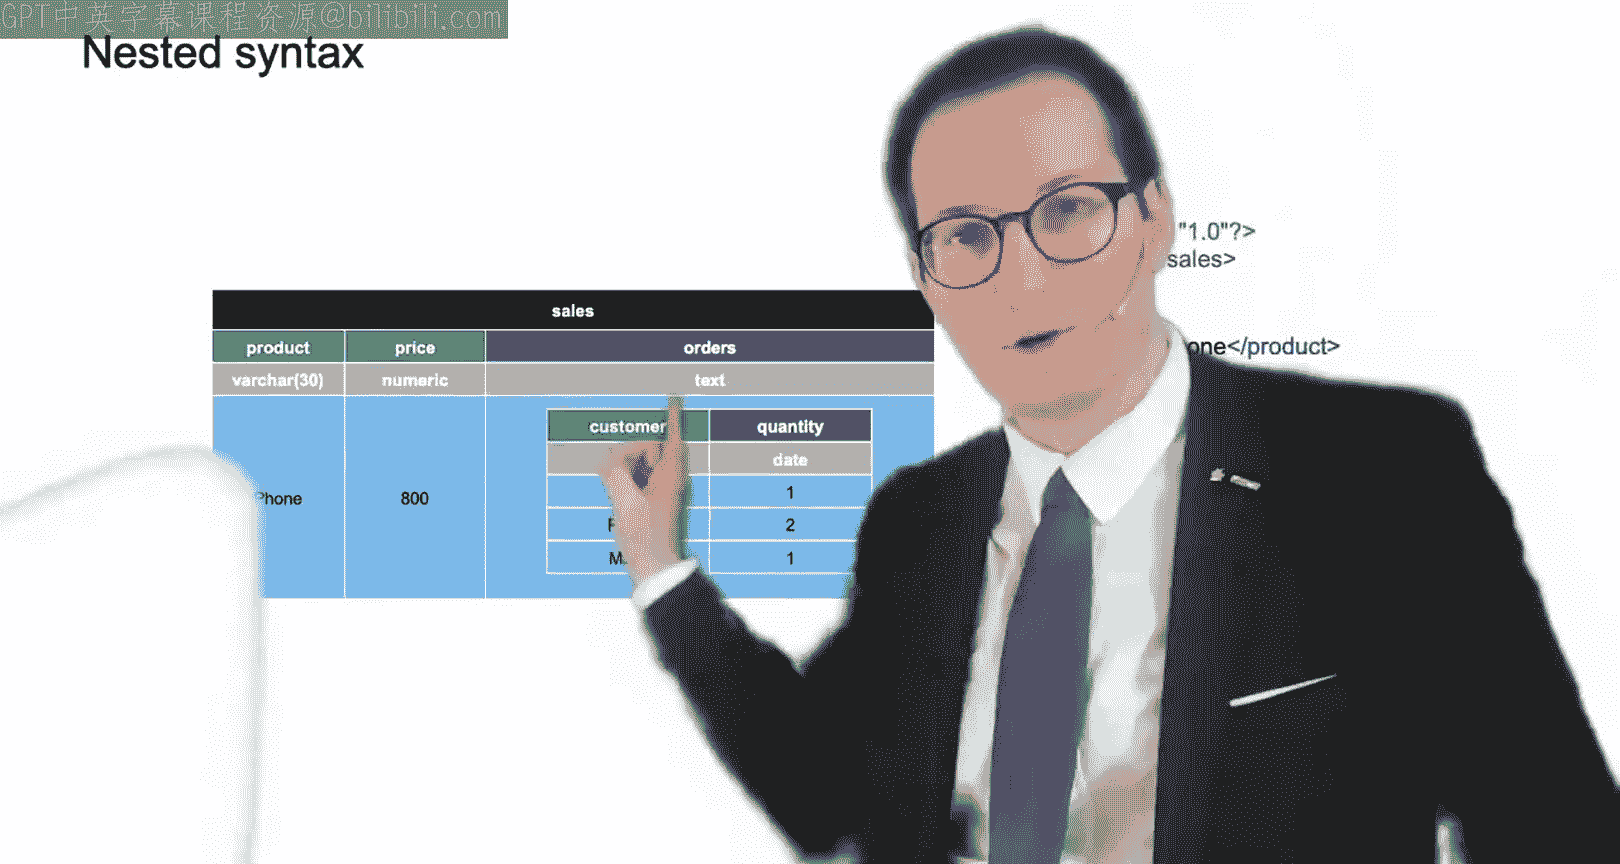 GPT中英字幕课程资源@bilibili.com
Nested syntax
"1.0"?>
sales>
sales
product price orders
one</product>
varchar(30) numeric text
customer quantity
date
1
Phone 800
2
1